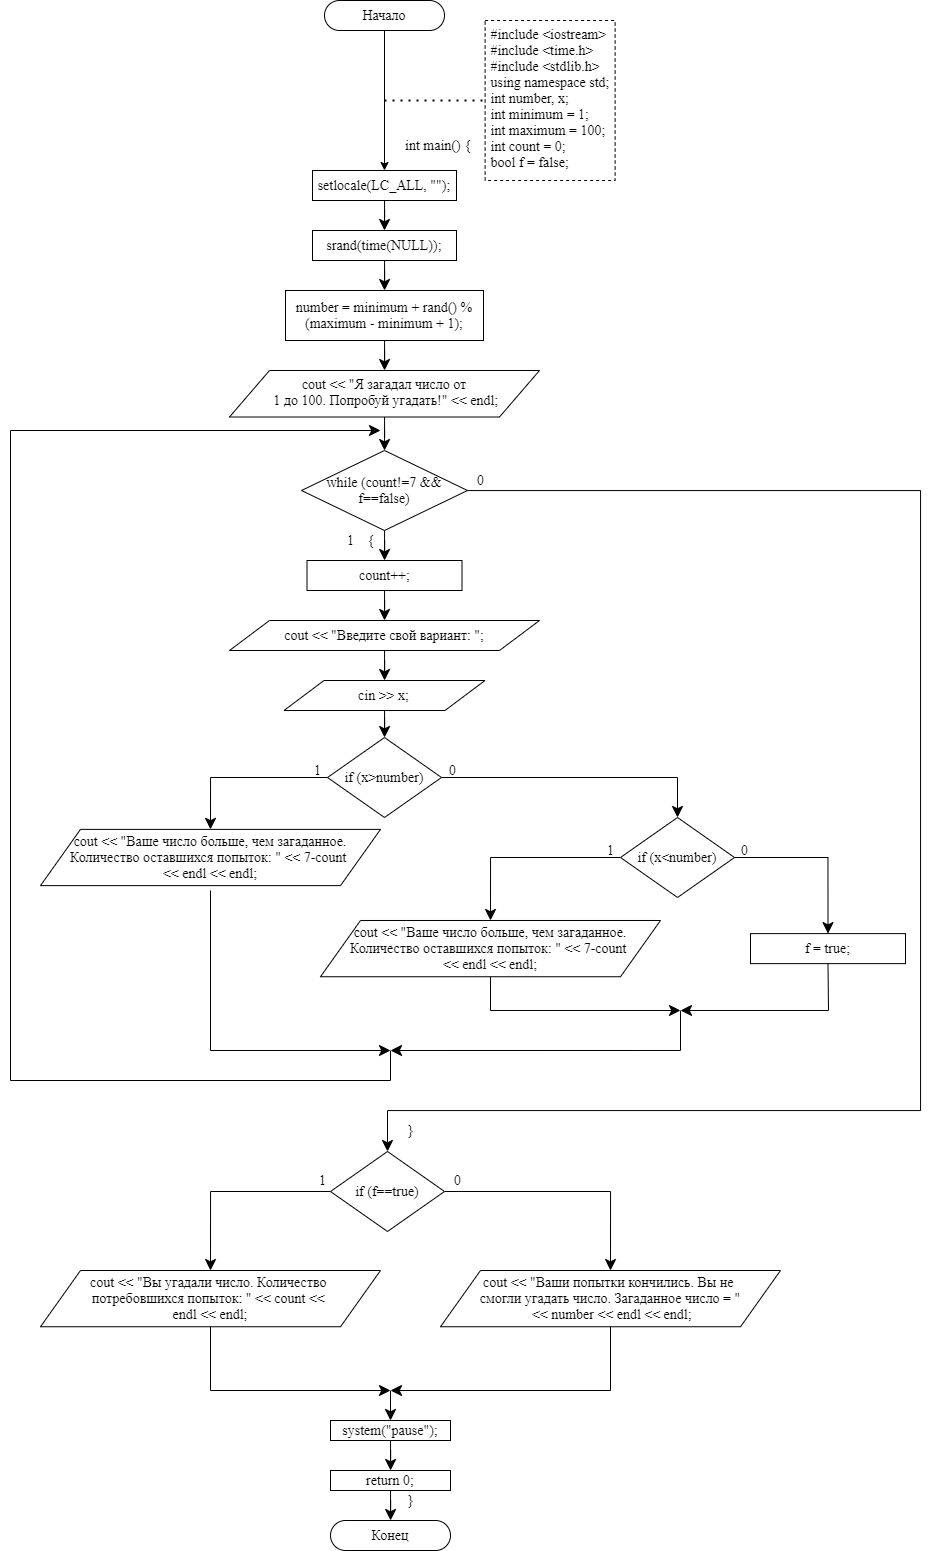 Начало
#include <iostream>
#include <time.h>
#include <stdlib.h>
using namespace std;
int number, x;
int minimum = 1;
int maximum = 100;
int count = 0;
bool f = false;
int main() {
setlocale(LC_ALL, "");
srand(time(NULL));
number = minimum + rand() %
(maximum - minimum + 1);
cout << "Я загадал число от
1 до 100. Попробуй угадать!" << endl;
while (count!=7 &&
f==false)
0
1 {
count++;
cout << "Введите свой вариант: ";
cin >> x;
if (x>number)
1
0
cout << "Ваше число больше, чем загаданное.
Количество оставшихся попыток: " << 7-count
<< endl << endl;
if (x<number)
1
0
cout << "Ваше число больше, чем загаданное.
Количество оставшихся попыток: " << 7-count
<< endl << endl;
f = true;
}
if (f==true)
1
0
cout << "Вы угадали число. Количество
потребовшихся попыток: " << count <<
endl << endl;
cout << "Ваши попытки кончились. Вы не
смогли угадать число. Загаданное число = "
<< number << endl << endl;
system("pause");
return 0;
}
Конец